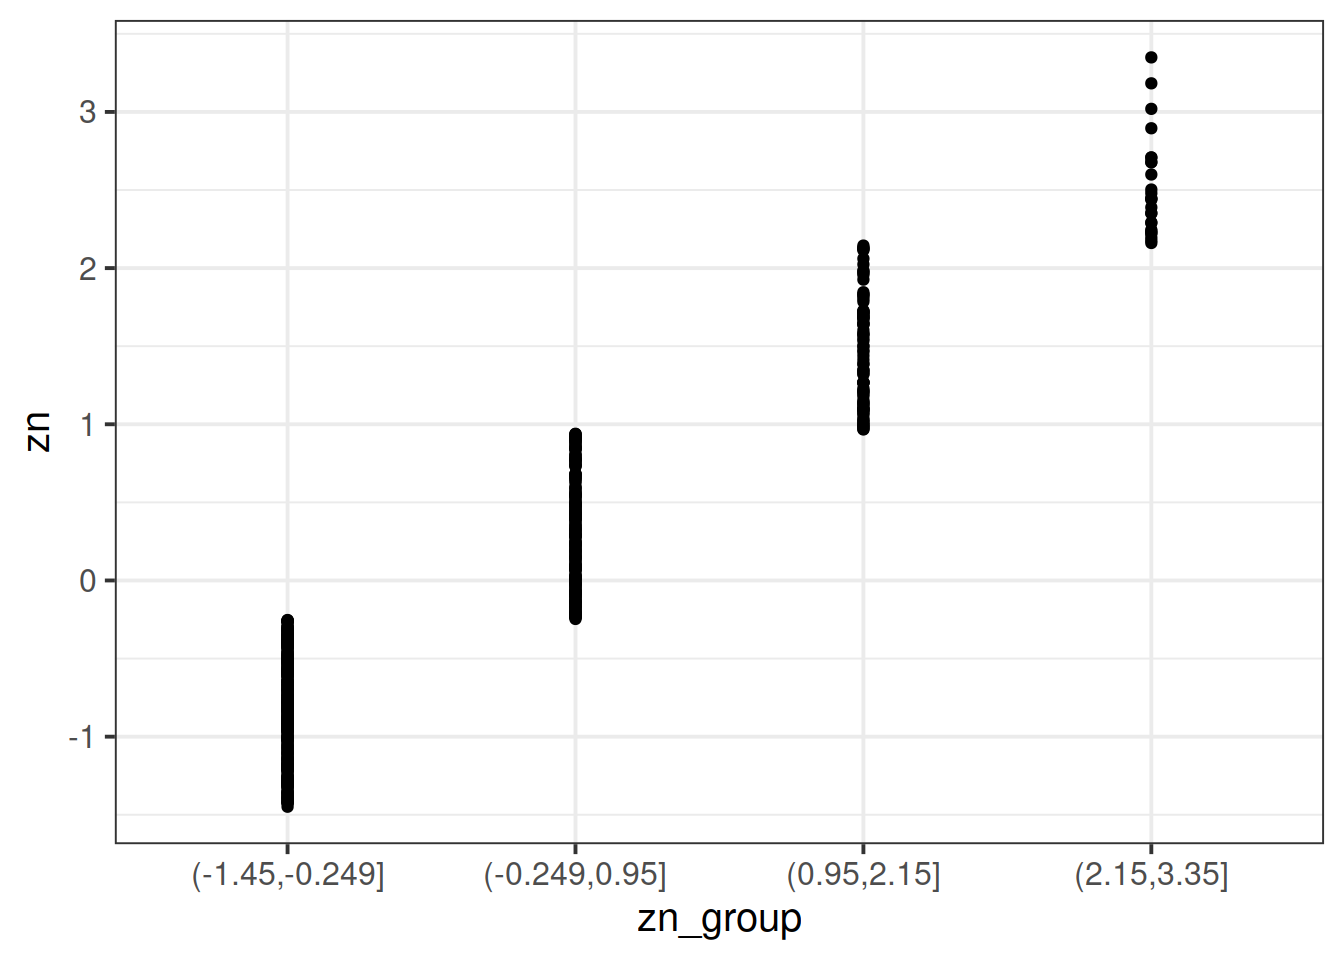 3
2
1
0
-1
zn
(-1.45,-0.249] (-0.249,0.95] (0.95,2.15] (2.15,3.35]
zn_group